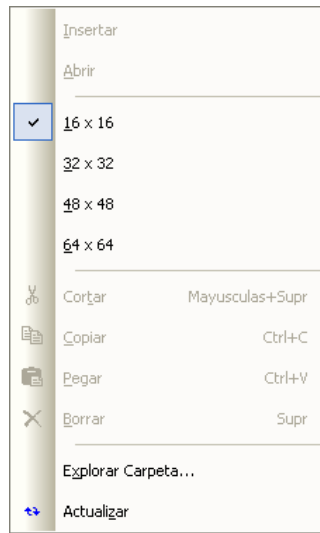 Insertar
Abrir
16 x 16
32 x 32
48 x 48
64 x 64
Cortar Mayusculas+Supr
Copiar Ctrl+C
Pegar Ctrl+V
Borrar Supr
Explorar Carpeta...
Actualizar